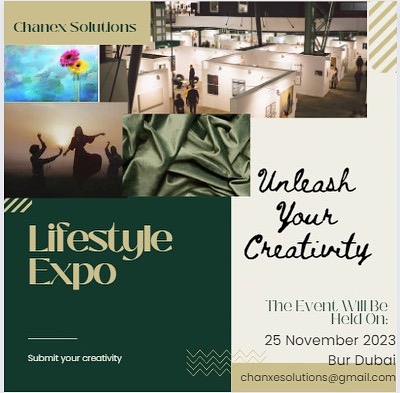 Chanex Solutions
Unleash
Your
Creativity
Lifestyle
Expo
The Event Will Be
Held On:
25 November 2023
Bur Dubai
Submit your creativity
chanxesolutions@gmail.com